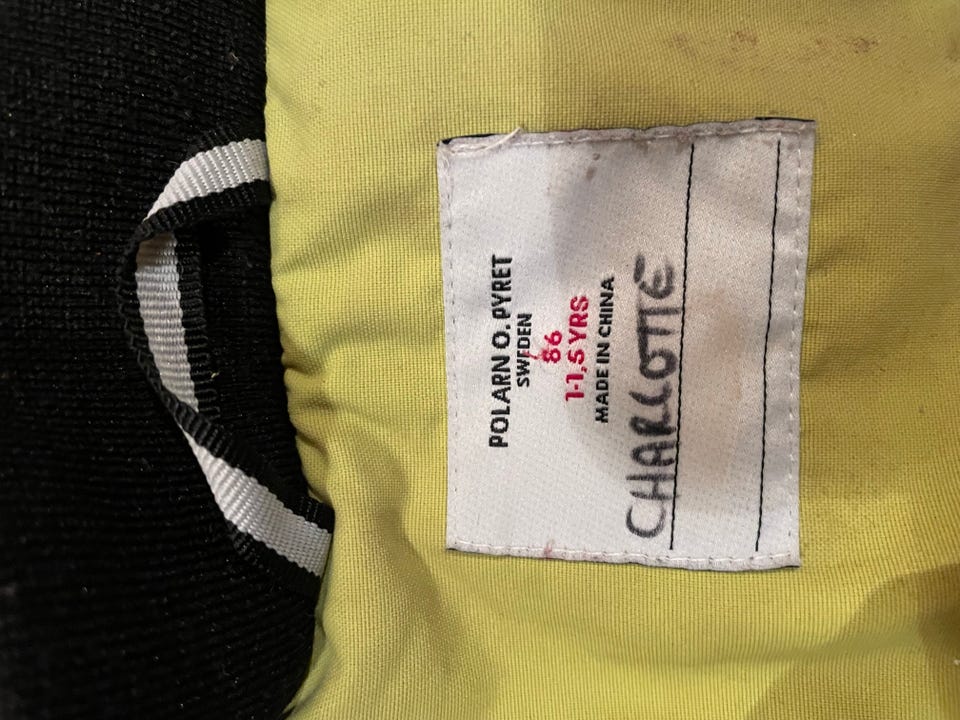 POLARN O. PYRET
SWEDEN
86
1-1,5 YRS
MADE IN CHINA
CHARLOTTE